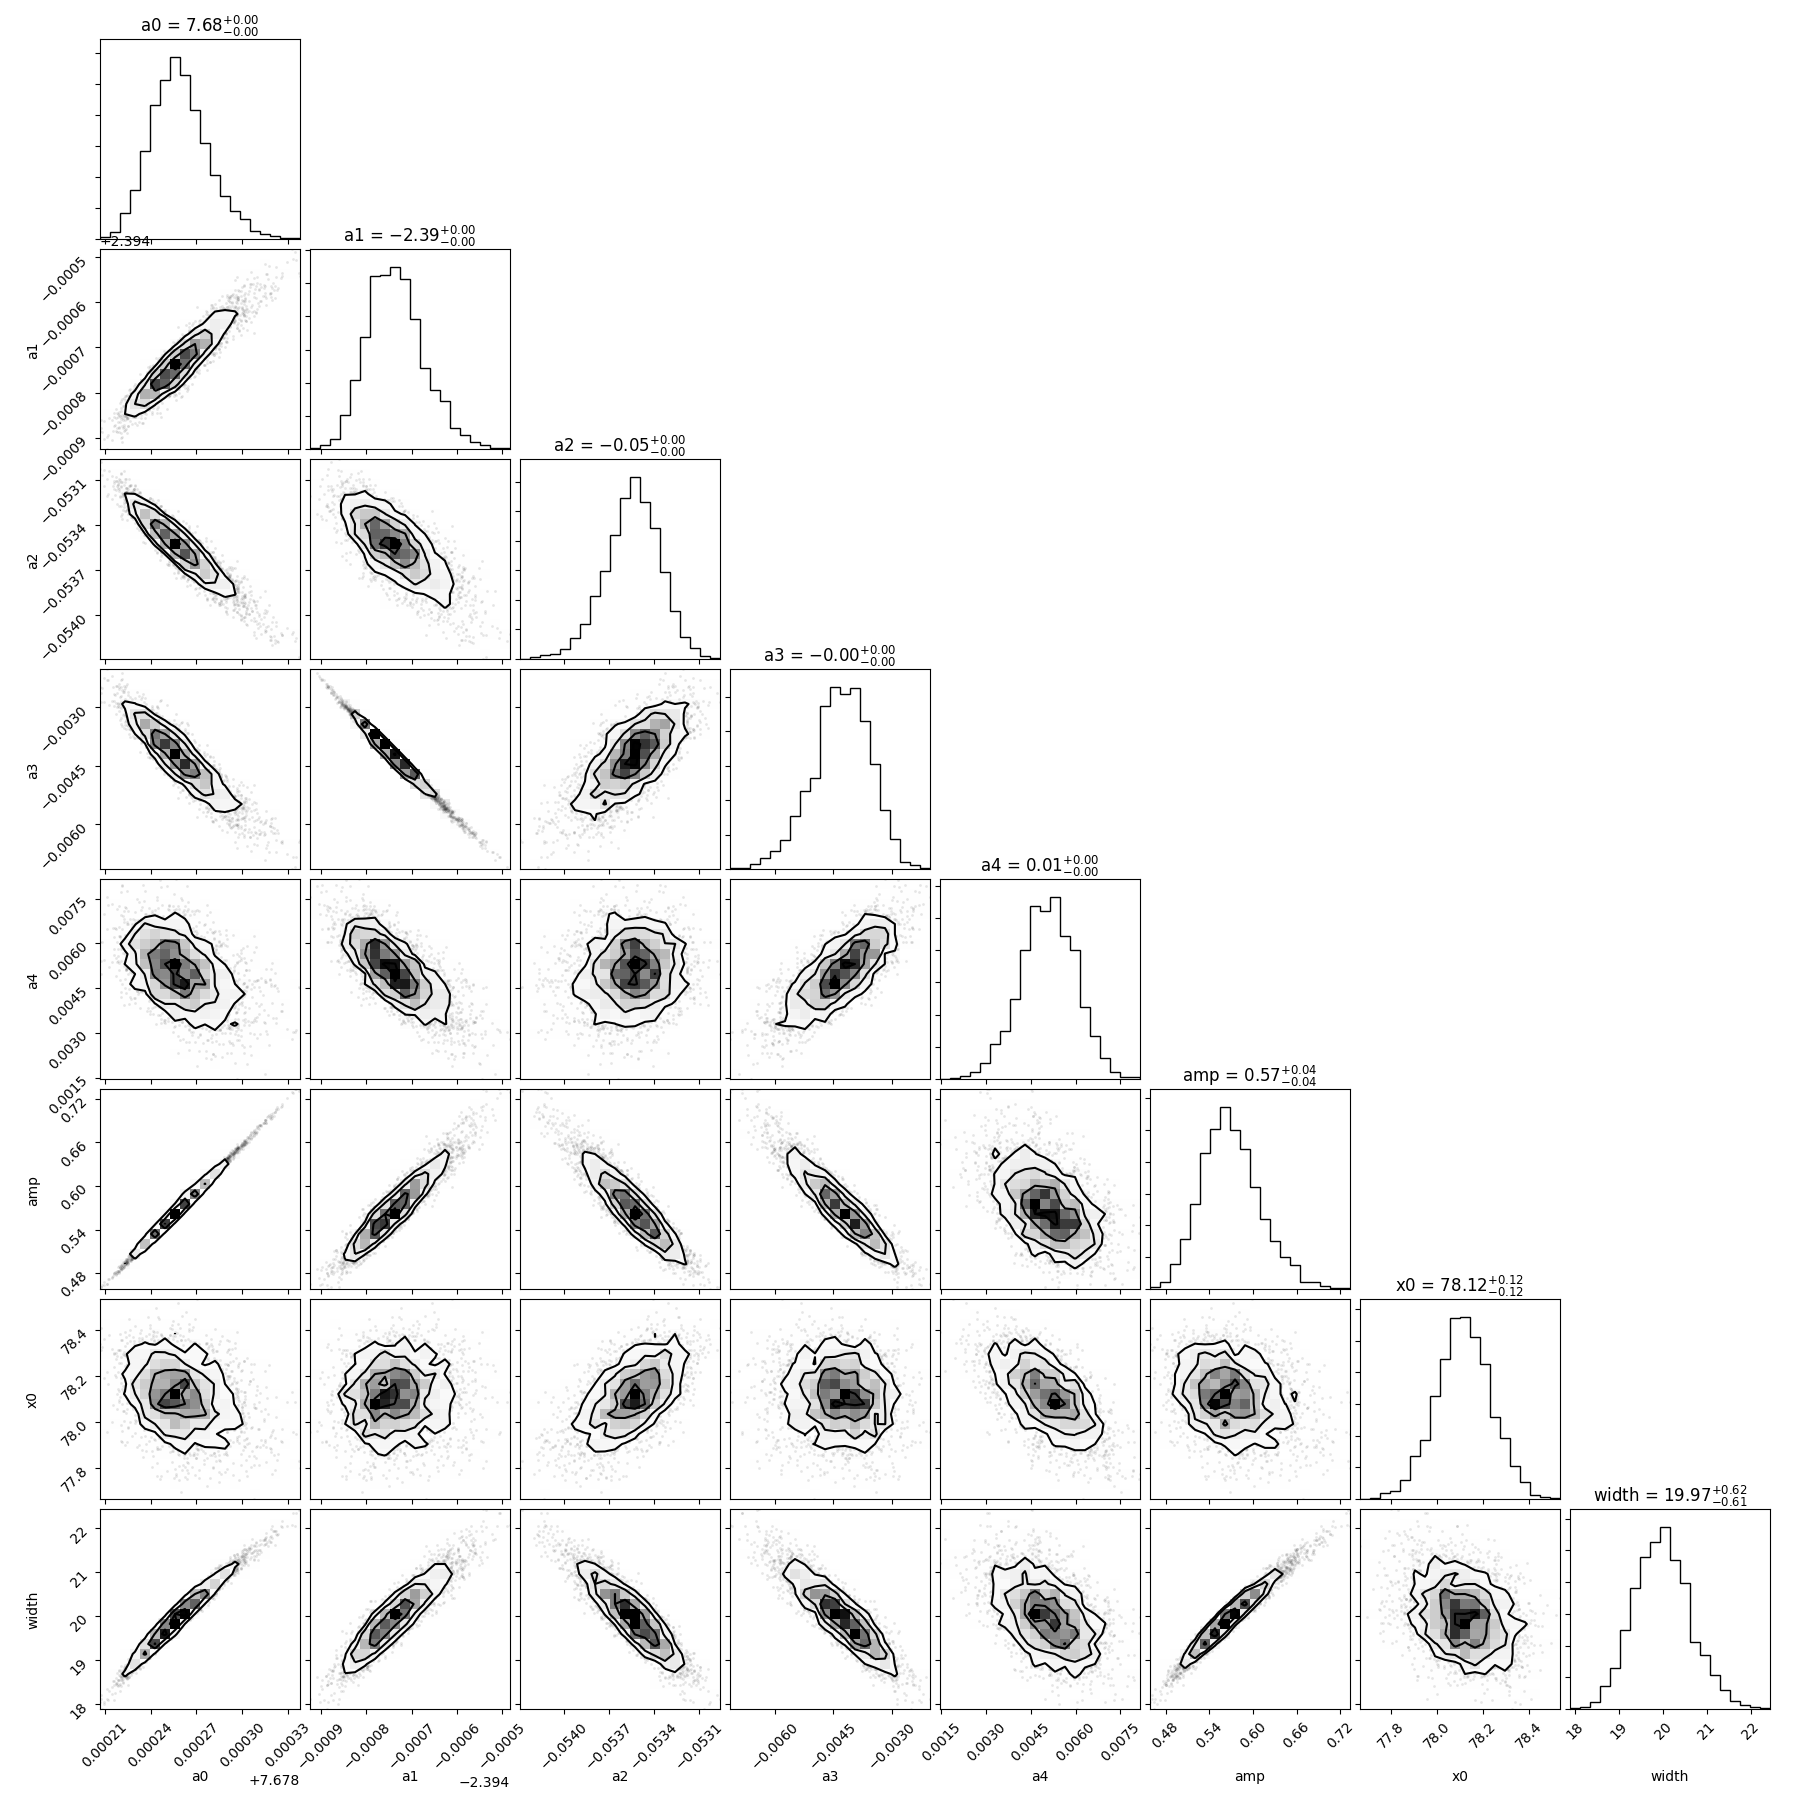 a0 = 7.68+0.00−0.00
+2.394
a1 = −2.39+0.00−0.00
−0.0005
−0.0006
−0.0007
−0.0008
−0.0009
a1
a2 = −0.05+0.00−0.00
−0.0531
−0.0534
−0.0537
−0.0540
a2
a3 = −0.00+0.00−0.00
−0.0030
−0.0045
−0.0060
a3
a4 = 0.01+0.00−0.00
0.0075
0.0060
0.0045
0.0030
0.0015
a4
amp = 0.57+0.04−0.04
0.72
0.66
0.60
0.54
0.48
amp
x0 = 78.12+0.12−0.12
78.4
78.2
78.0
77.8
x0
width = 19.97+0.62−0.61
22
21
20
19
18
width
0.00021 0.00024 0.00027 0.00030 0.00033 −0.0009 −0.0008 −0.0007 −0.0006 −0.0005 −0.0540 −0.0537 −0.0534 −0.0531 −0.0060 −0.0045 −0.0030 0.0015 0.0030 0.0045 0.0060 0.0075 0.48 0.54 0.60 0.66 0.72 77.8 78.0 78.2 78.4 18 19 20 21 22
a0 a1 a2 a3 a4 amp x0 width
+7.678 −2.394